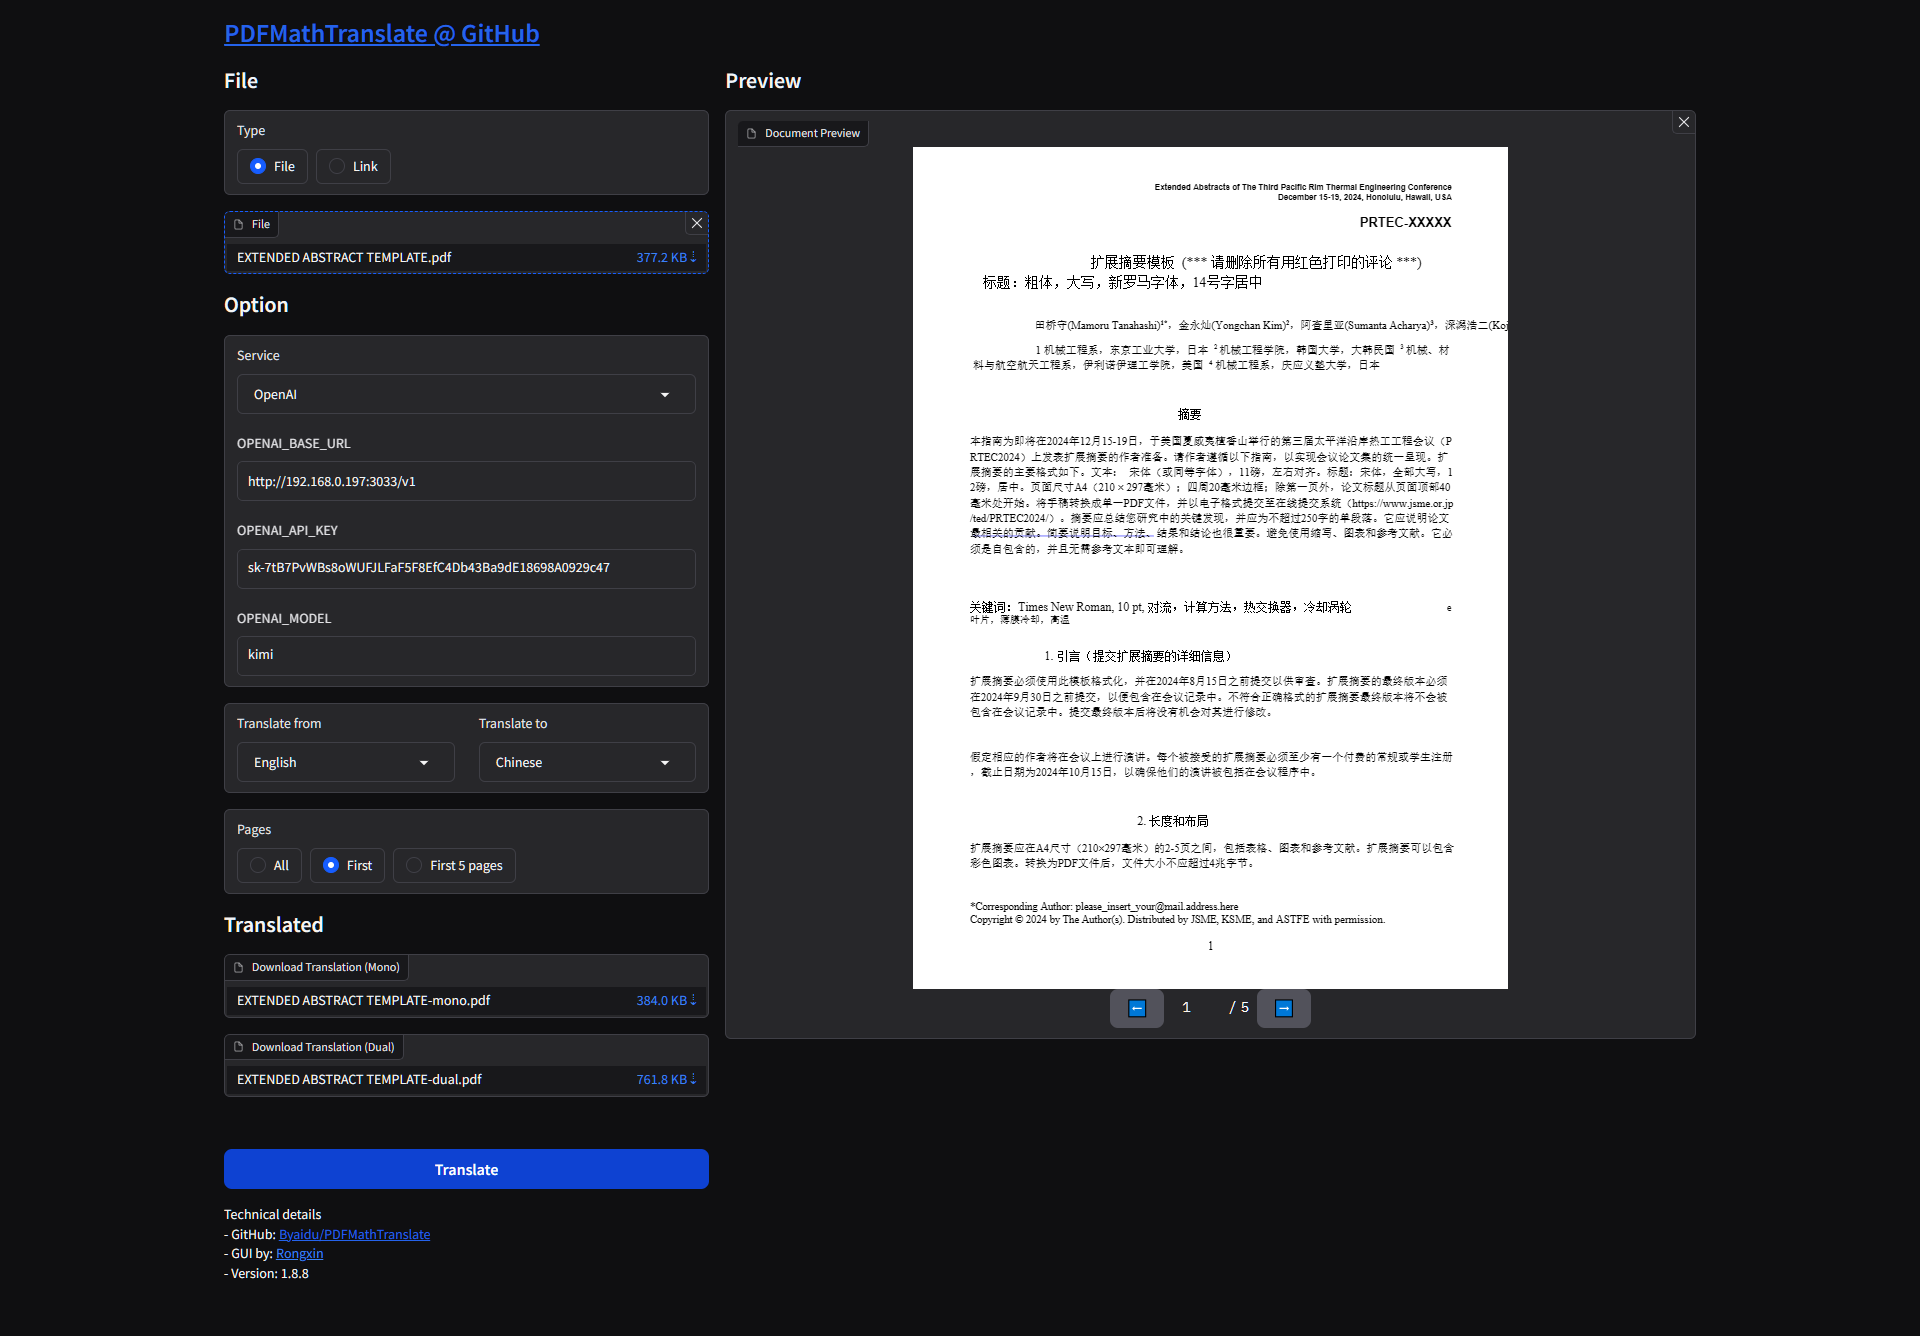 PDFMathTranslate @ GitHub
File
Type
File
Link
File
EXTENDED ABSTRACT TEMPLATE.pdf
377.2 KB ⇣
Option
Service
OpenAI
OPENAI_BASE_URL
http://192.168.0.197:3033/v1
OPENAI_API_KEY
sk-7tB7PvWBs8oWUFJLFaF5F8EfC4Db43Ba9dE18698A0929c47
OPENAI_MODEL
kimi
Translate from
English
Translate to
Chinese
Pages
All
First
First 5 pages
Translated
Download Translation (Mono)
EXTENDED ABSTRACT TEMPLATE-mono.pdf
384.0 KB ⇣
Download Translation (Dual)
EXTENDED ABSTRACT TEMPLATE-dual.pdf
761.8 KB ⇣
Translate
Technical details
- GitHub: Byaidu/PDFMathTranslate
- GUI by: Rongxin
- Version: 1.8.8
Preview
Document Preview
Extended Abstracts of The Third Pacific Rim Thermal Engineering Conference
December 15-19, 2024, Honolulu, Hawaii, USA
PRTEC-XXXXX
扩展摘要模板 (*** 请删除所有用红色打印的评论 ***)
标题：粗体，大写，新罗马字体，14号字居中
田桥守(Mamoru Tanahashi)¹*，金永灿(Yongchan Kim)²，阿查里亚(Sumanta Acharya)³，深潟浩二(Koj
1 机械工程系，东京工业大学，日本 ² 机械工程学院，韩国大学，大韩民国 ³ 机械、材
料与航空航天工程系，伊利诺伊理工学院，美国 ⁴ 机械工程系，庆应义塾大学，日本
摘要
本指南为即将在2024年12月15-19日，于美国夏威夷檀香山举行的第三届太平洋沿岸热工工程会议（P
RTEC2024）上发表扩展摘要的作者准备。请作者遵循以下指南，以实现会议论文集的统一呈现。扩
展摘要的主要格式如下。文本： 宋体（或同等字体），11磅，左右对齐。标题：宋体，全部大写，1
2磅，居中。页面尺寸A4（210 × 297毫米）；四周20毫米边框；除第一页外，论文标题从页面顶部40
毫米处开始。将手稿转换成单一PDF文件，并以电子格式提交至在线提交系统（https://www.jsme.or.jp
/ted/PRTEC2024/）。摘要应总结您研究中的关键发现，并应为不超过250字的单段落。它应说明论文
最相关的贡献。简要说明目标、方法、结果和结论也很重要。避免使用缩写、图表和参考文献。它必
须是自包含的，并且无需参考文本即可理解。
关键词：Times New Roman, 10 pt, 对流，计算方法，热交换器，冷却涡轮 e
叶片，薄膜冷却，高温
1. 引言（提交扩展摘要的详细信息）
扩展摘要必须使用此模板格式化，并在2024年8月15日之前提交以供审查。扩展摘要的最终版本必须
在2024年9月30日之前提交，以便包含在会议记录中。不符合正确格式的扩展摘要最终版本将不会被
包含在会议记录中。提交最终版本后将没有机会对其进行修改。
假定相应的作者将在会议上进行演讲。每个被接受的扩展摘要必须至少有一个付费的常规或学生注册
，截止日期为2024年10月15日，以确保他们的演讲被包括在会议程序中。
2. 长度和布局
扩展摘要应在A4尺寸（210×297毫米）的2-5页之间，包括表格、图表和参考文献。扩展摘要可以包含
彩色图表。转换为PDF文件后，文件大小不应超过4兆字节。
*Corresponding Author: please_insert_your@mail.address.here
Copyright © 2024 by The Author(s). Distributed by JSME, KSME, and ASTFE with permission.
1
1 / 5